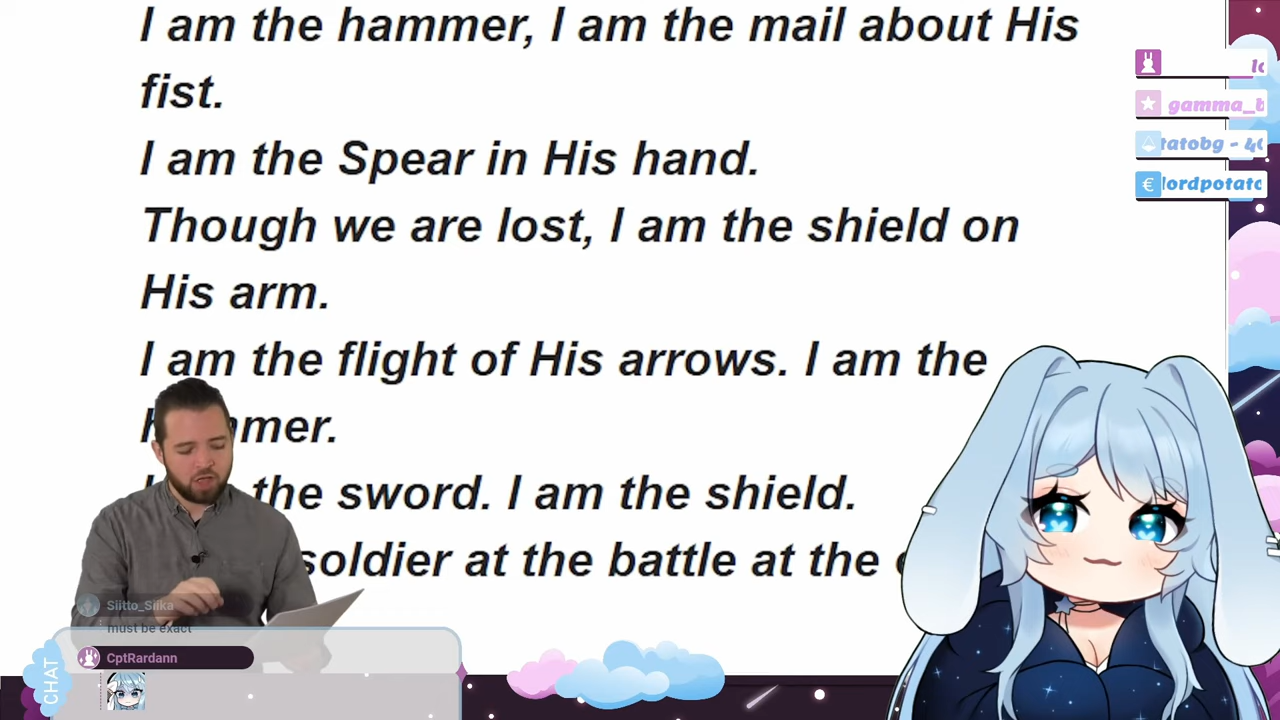 I am the hammer, I am the mail about His
fist.
I am the Spear in His hand.
Though we are lost, I am the shield on
His arm.
I am the flight of His arrows. I am the
the sword. I am the shield.
soldier at the battle at the
gamma_
tatobg - 40
lordpotato
Siitto_Siika
must be exact
CHAT
CptRardann